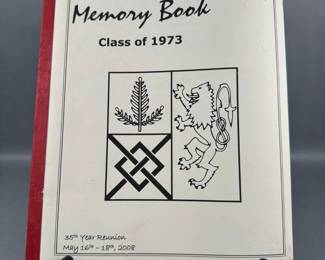 Memory Book
Class of 1973
35th Year Reunion
May 16th - 18th, 2008